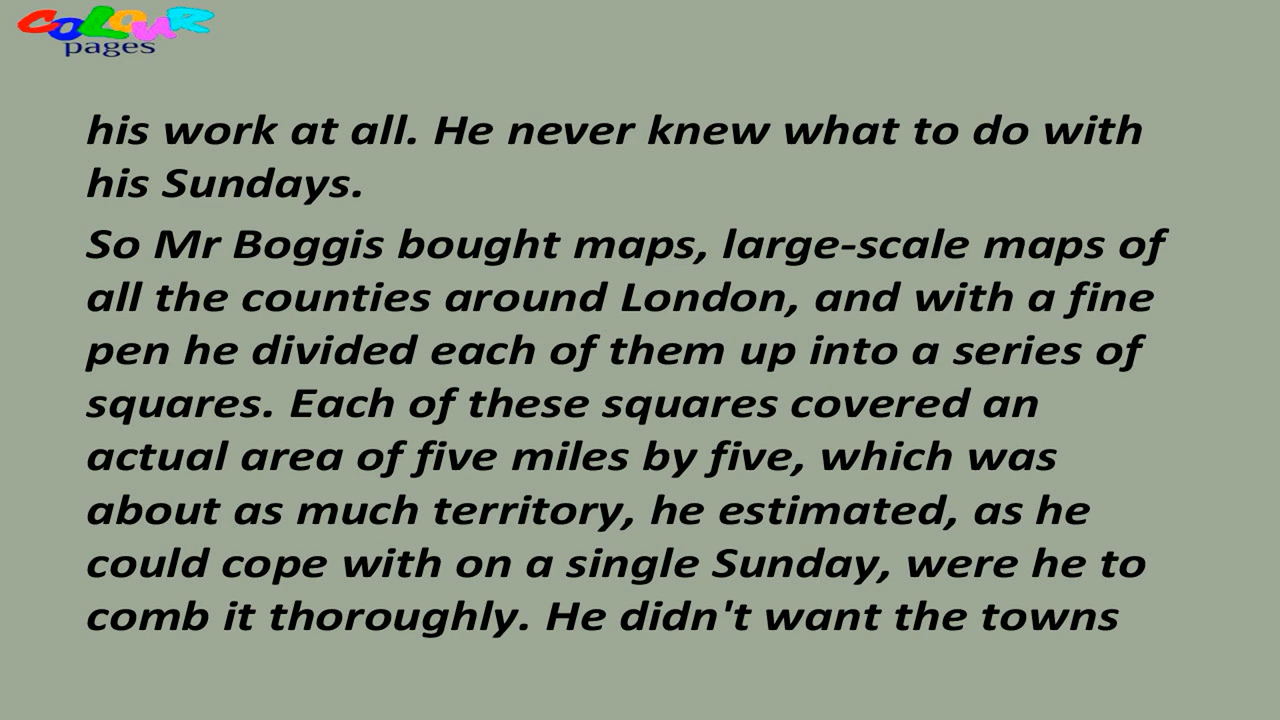 COLOUR
pages
his work at all. He never knew what to do with
his Sundays.
So Mr Boggis bought maps, large-scale maps of
all the counties around London, and with a fine
pen he divided each of them up into a series of
squares. Each of these squares covered an
actual area of five miles by five, which was
about as much territory, he estimated, as he
could cope with on a single Sunday, were he to
comb it thoroughly. He didn't want the towns